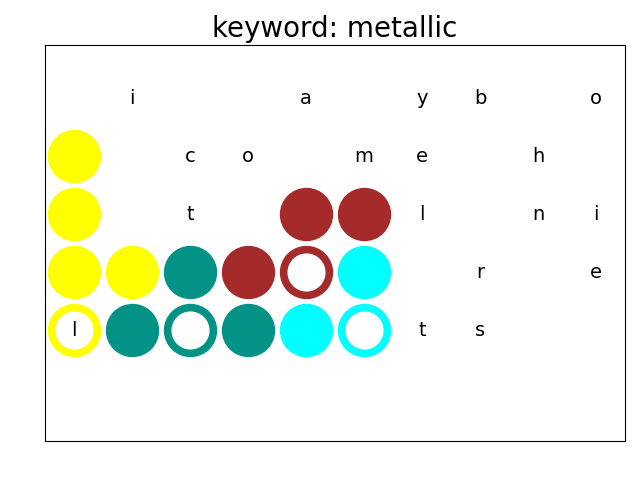 keyword: metallic
i a y b o
c o m e h
t l n i
r e
l t s